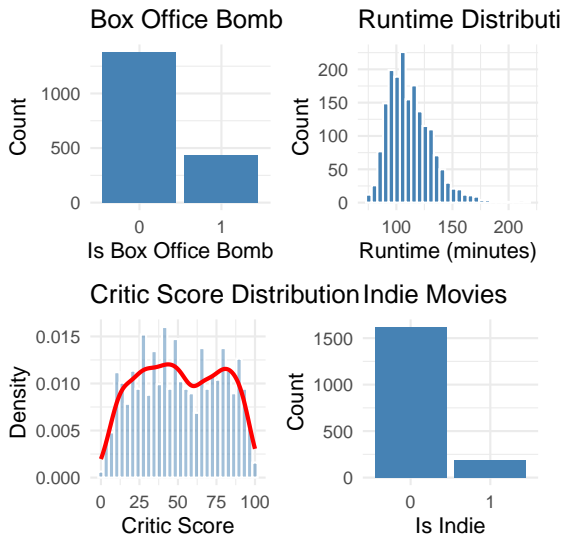 Box Office Bomb
Count
1000
500
0
0 1
Is Box Office Bomb
Runtime Distributi
Count
200
150
100
50
0
100 150 200
Runtime (minutes)
Critic Score Distribution
Density
0.015
0.010
0.005
0.000
0 25 50 75 100
Critic Score
Indie Movies
Count
1500
1000
500
0
0 1
Is Indie